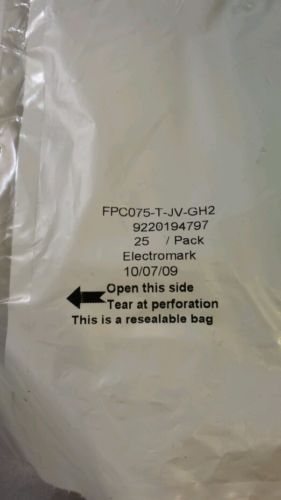 FPC075-T-JV-GH2
9220194797
25 / Pack
Electromark
10/07/09
Open this side
Tear at perforation
This is a resealable bag